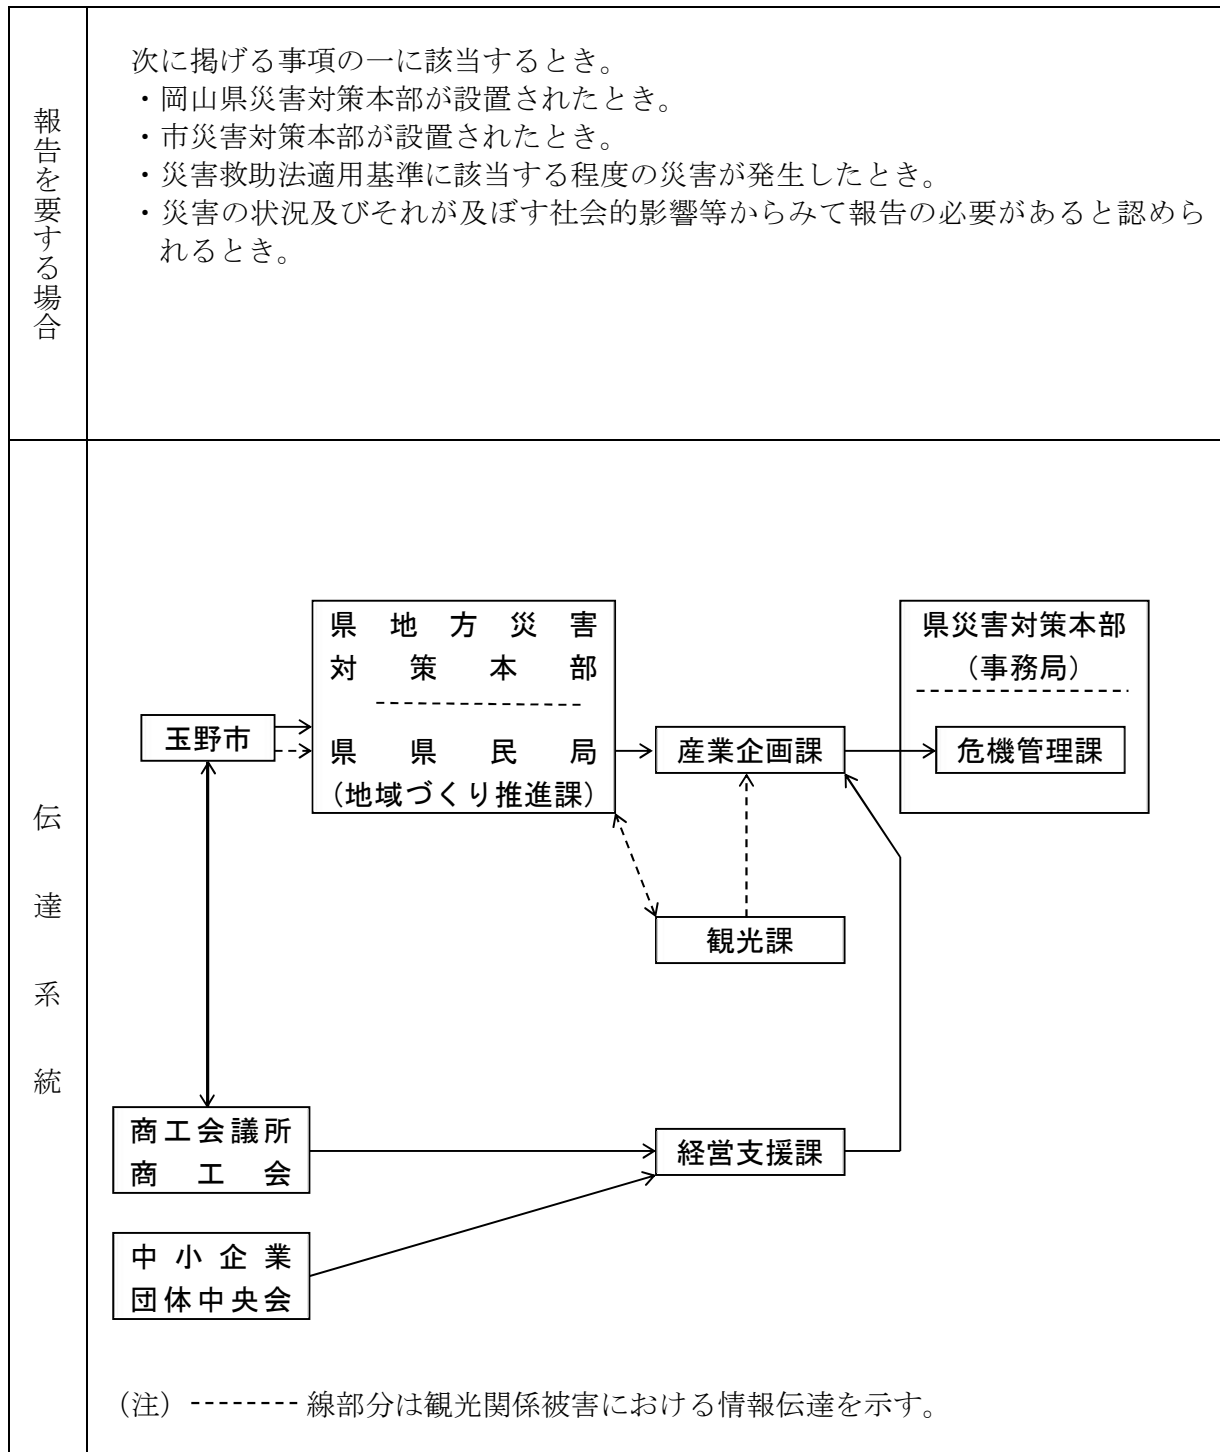 報告を要する場合
次に掲げる事項の一に該当するとき。
・岡山県災害対策本部が設置されたとき。
・市災害対策本部が設置されたとき。
・災害救助法適用基準に該当する程度の災害が発生したとき。
・災害の状況及びそれが及ぼす社会的影響等からみて報告の必要があると認めら
れるとき。
伝達系統
県地方災害
対策本部
県県民局
(地域づくり推進課)
県災害対策本部
(事務局)
玉野市
産業企画課
危機管理課
観光課
商工会議所
商工会
経営支援課
中小企業
団体中央会
(注) -------- 線部分は観光関係被害における情報伝達を示す。